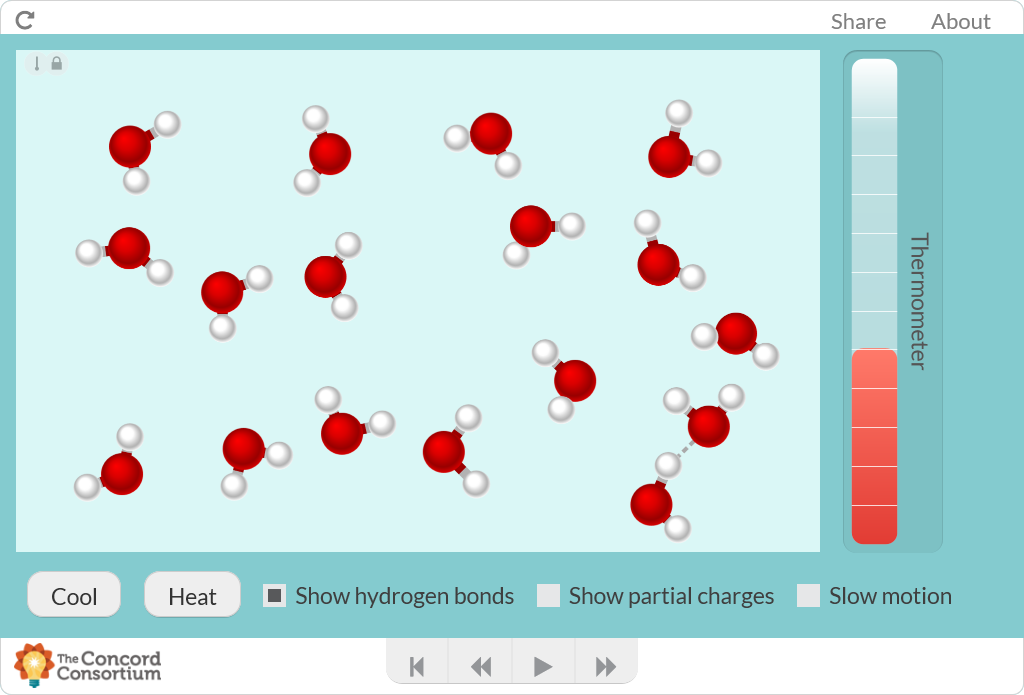 Share About
Thermometer
Cool Heat Show hydrogen bonds Show partial charges Slow motion
The Concord
Consortium